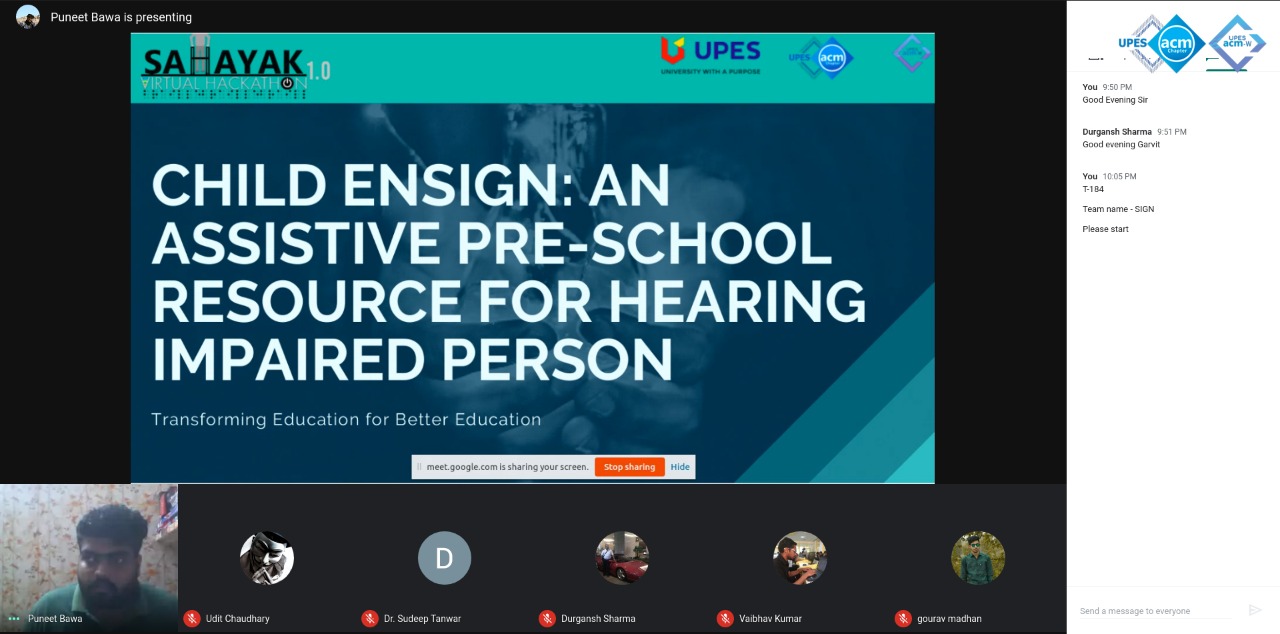 Puneet Bawa is presenting
SAHAYAK
VIRTUAL HACKATHON 1.0
UPES
UNIVERSITY WITH A PURPOSE
UPES acm
CHILD ENSIGN: AN
ASSISTIVE PRE-SCHOOL
RESOURCE FOR HEARING
IMPAIRED PERSON
Transforming Education for Better Education
meet.google.com is sharing your screen. Stop sharing Hide
UPES acm Chapter
UPES acm-w
You 9:50 PM
Good Evening Sir
Durgansh Sharma 9:51 PM
Good evening Garvit
You 10:05 PM
T-184
Team name - SIGN
Please start
Send a message to everyone
D
Puneet Bawa
Udit Chaudhary
Dr. Sudeep Tanwar
Durgansh Sharma
Vaibhav Kumar
gourav madhan